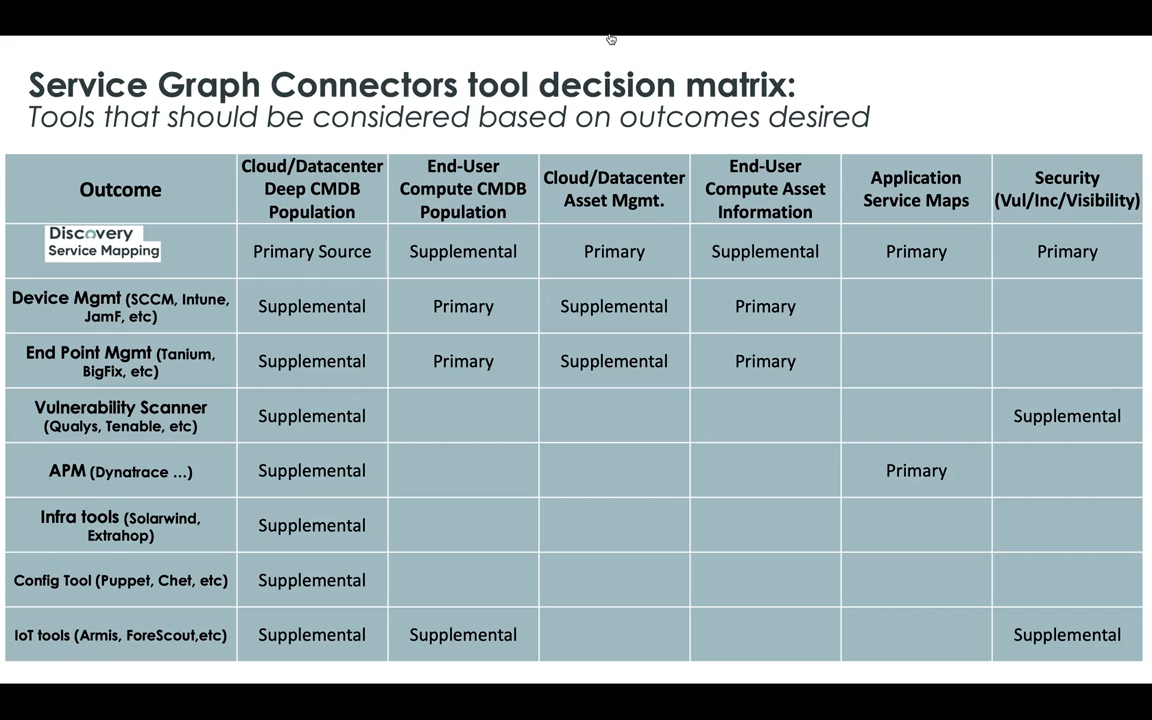 Service Graph Connectors tool decision matrix:
Tools that should be considered based on outcomes desired
Outcome
Cloud/Datacenter
Deep CMDB
Population
End-User
Compute CMDB
Population
Cloud/Datacenter
Asset Mgmt.
End-User
Compute Asset
Information
Application
Service Maps
Security
(Vul/Inc/Visibility)
Discovery
Service Mapping
Primary Source
Supplemental
Primary
Supplemental
Primary
Primary
Device Mgmt (SCCM, Intune,
JamF, etc)
Supplemental
Primary
Supplemental
Primary
End Point Mgmt (Tanium,
BigFix, etc)
Supplemental
Primary
Supplemental
Primary
Vulnerability Scanner
(Qualys, Tenable, etc)
Supplemental
Supplemental
APM (Dynatrace ...)
Supplemental
Primary
Infra tools (Solarwind,
Extrahop)
Supplemental
Config Tool (Puppet, Chet, etc)
Supplemental
IoT tools (Armis, ForeScout,etc)
Supplemental
Supplemental
Supplemental